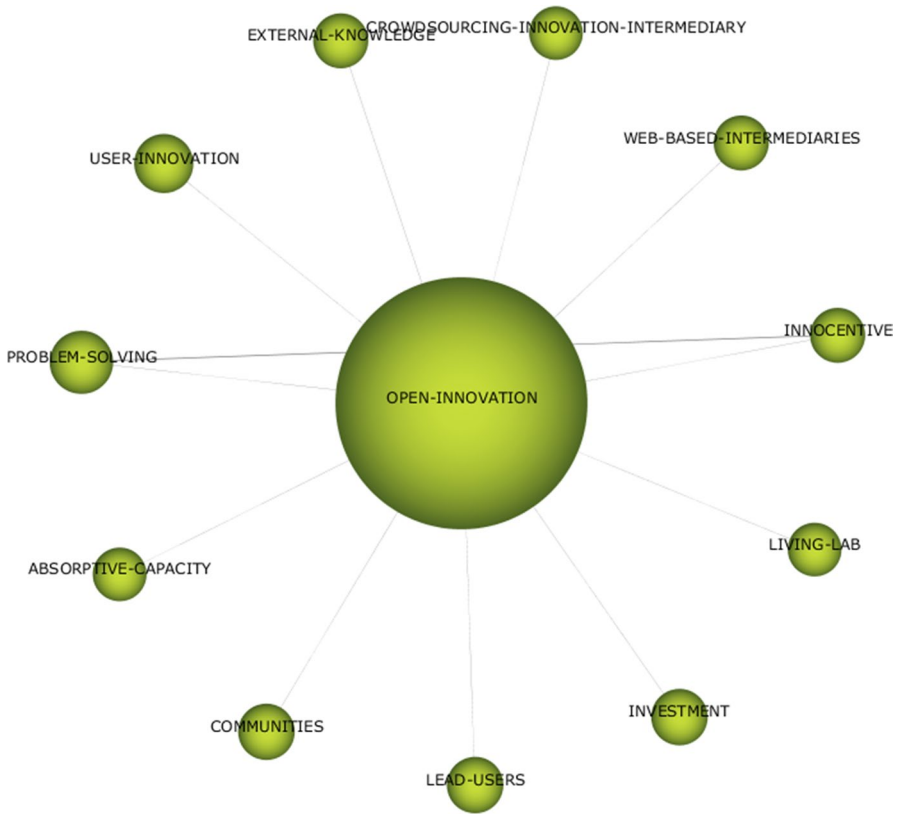 EXTERNAL-KNOWLEDGE
CROWDSOURCING-INNOVATION-INTERMEDIARY
WEB-BASED-INTERMEDIARIES
USER-INNOVATION
INNOCENTIVE
PROBLEM-SOLVING
OPEN-INNOVATION
LIVING-LAB
ABSORPTIVE-CAPACITY
INVESTMENT
COMMUNITIES
LEAD-USERS